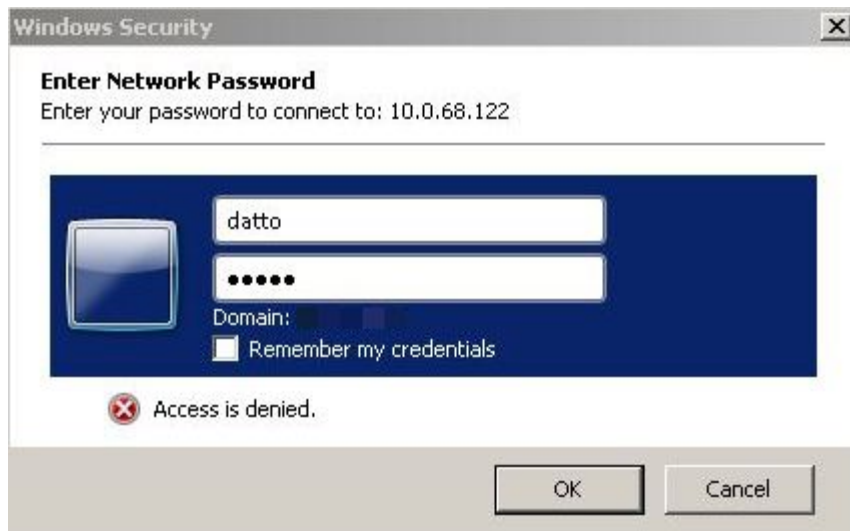 Windows Security
Enter Network Password
Enter your password to connect to: 10.0.68.122
datto
•••••
Domain:
Remember my credentials
Access is denied.
OK
Cancel